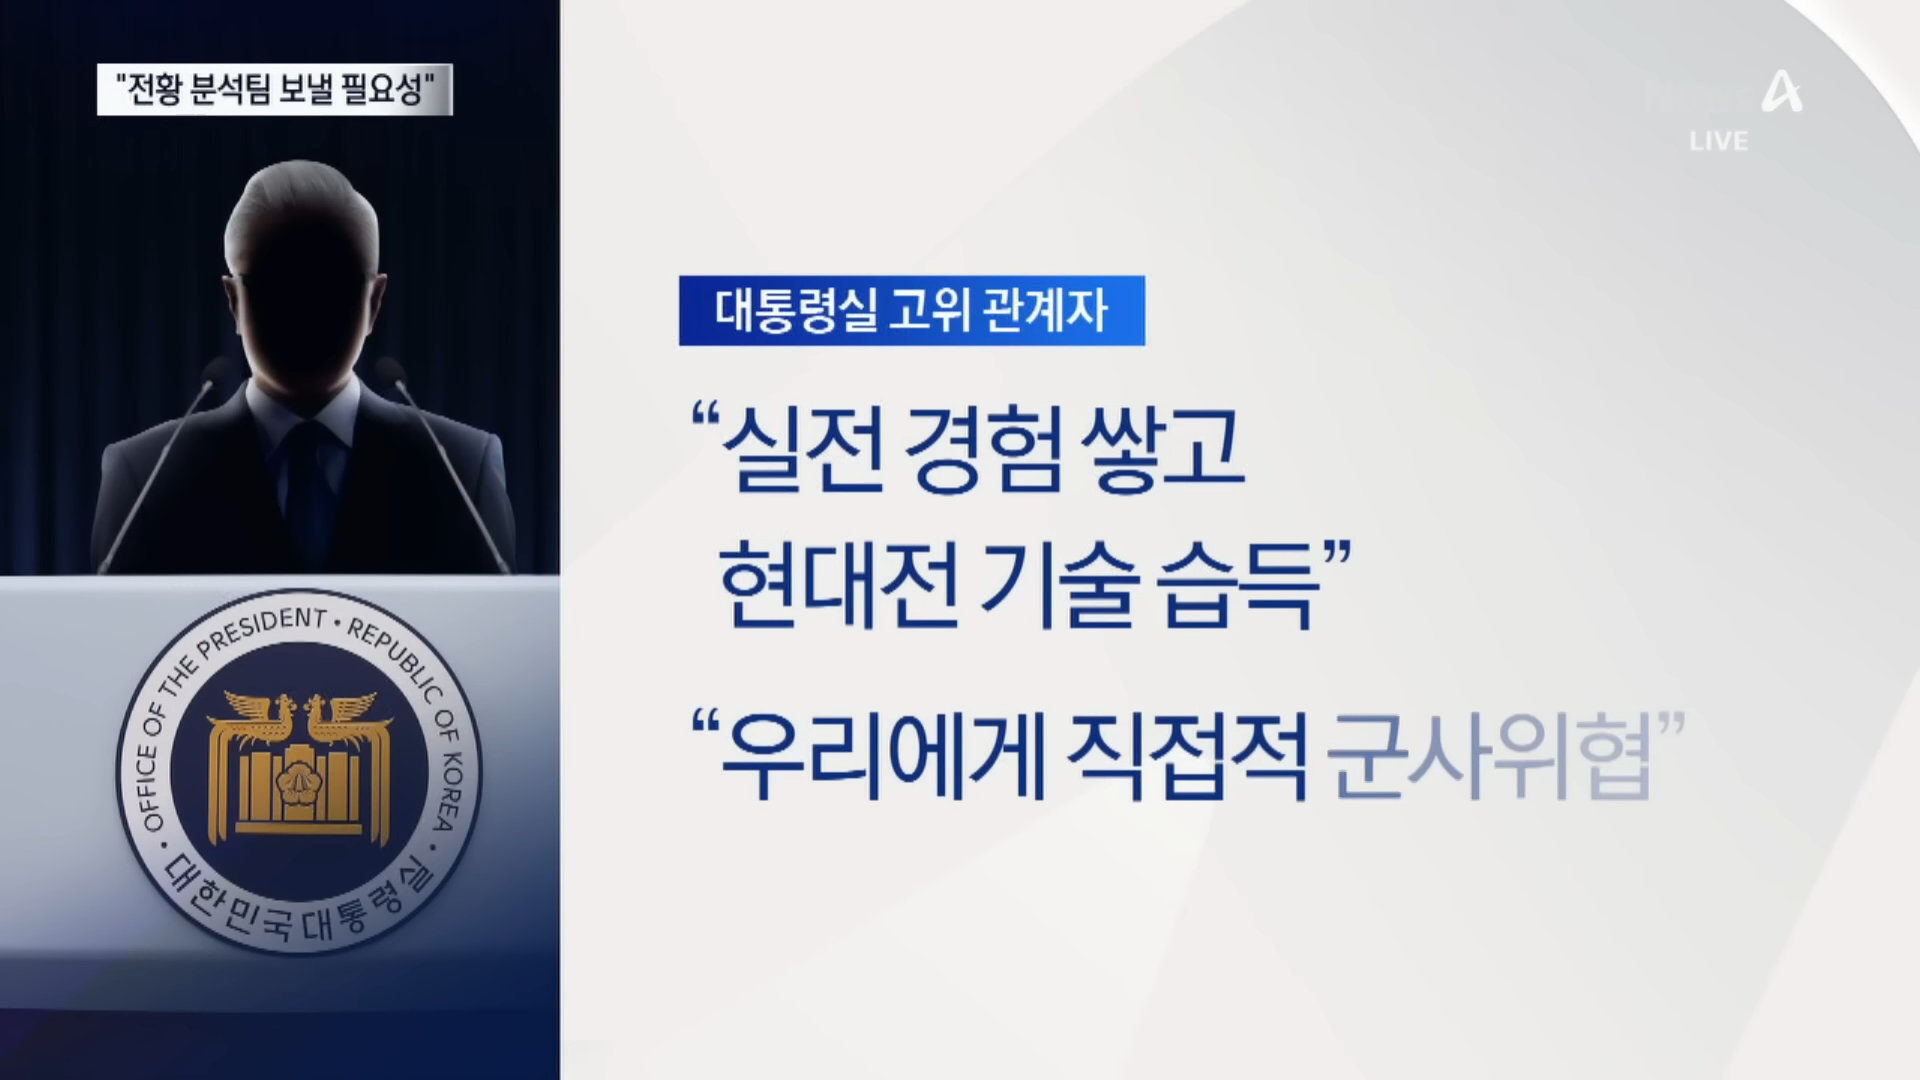 "전황 분석팀 보낼 필요성"
LIVE
대통령실 고위 관계자
“실전 경험 쌓고
현대전 기술 습득”
“우리에게 직접적 군사위협”
OFFICE OF THE PRESIDENT • REPUBLIC OF KOREA •
대한민국대통령실